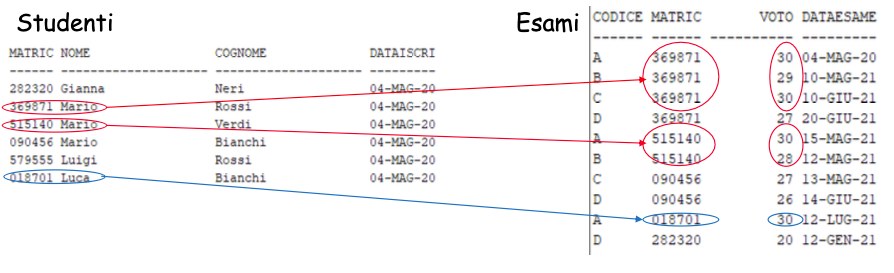 Studenti
MATRIC NOME COGNOME DATAISCRI
------ -------------------- -------------------- ---------
282320 Gianna Neri 04-MAG-20
369871 Mario Rossi 04-MAG-20
515140 Mario Verdi 04-MAG-20
090456 Mario Bianchi 04-MAG-20
579555 Luigi Rossi 04-MAG-20
018701 Luca Bianchi 04-MAG-20
Esami
CODICE MATRIC VOTO DATAESAME
------ ------ ----------- ---------
A 369871 30 04-MAG-20
B 369871 29 10-MAG-21
C 369871 30 10-GIU-21
D 369871 27 20-GIU-21
A 515140 30 15-MAG-21
B 515140 28 12-MAG-21
C 090456 27 13-MAG-21
D 090456 26 14-GIU-21
A 018701 30 12-LUG-21
D 282320 20 12-GEN-21